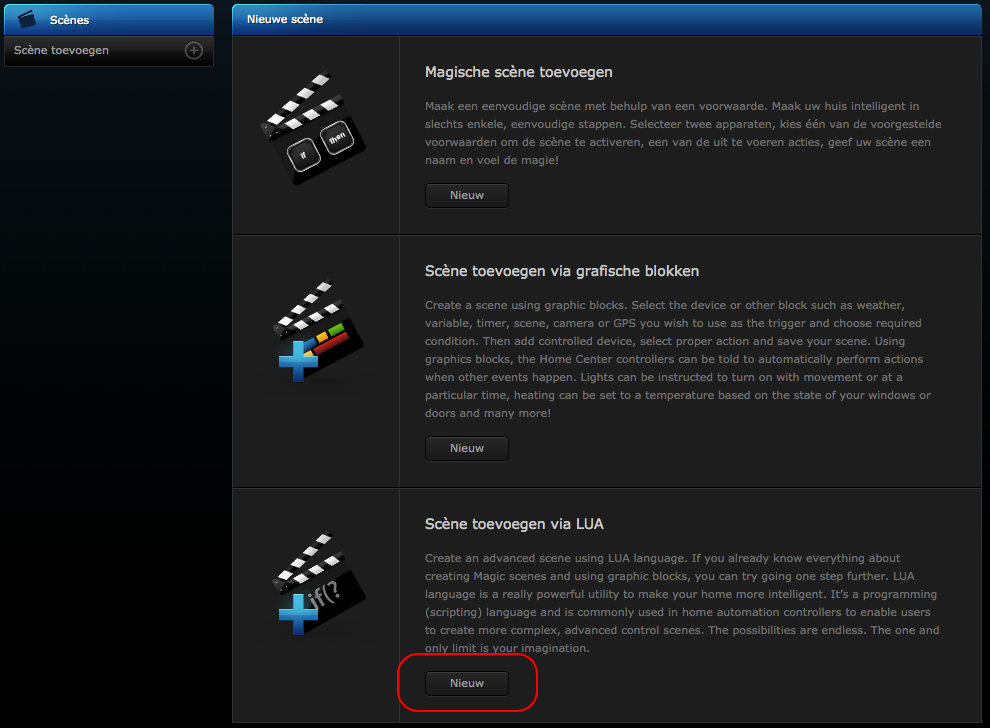 Scènes
Scène toevoegen
Nieuwe scène
if
then
Magische scène toevoegen
Maak een eenvoudige scène met behulp van een voorwaarde. Maak uw huis intelligent in
slechts enkele, eenvoudige stappen. Selecteer twee apparaten, kies één van de voorgestelde
voorwaarden om de scène te activeren, een van de uit te voeren acties, geef uw scène een
naam en voel de magie!
Nieuw
Scène toevoegen via grafische blokken
Create a scene using graphic blocks. Select the device or other block such as weather,
variable, timer, scene, camera or GPS you wish to use as the trigger and choose required
condition. Then add controlled device, select proper action and save your scene. Using
graphics blocks, the Home Center controllers can be told to automatically perform actions
when other events happen. Lights can be instructed to turn on with movement or at a
particular time, heating can be set to a temperature based on the state of your windows or
doors and many more!
Nieuw
if(?
Scène toevoegen via LUA
Create an advanced scene using LUA language. If you already know everything about
creating Magic scenes and using graphic blocks, you can try going one step further. LUA
language is a really powerful utility to make your home more intelligent. It's a programming
(scripting) language and is commonly used in home automation controllers to enable users
to create more complex, advanced control scenes. The possibilities are endless. The one and
only limit is your imagination.
Nieuw